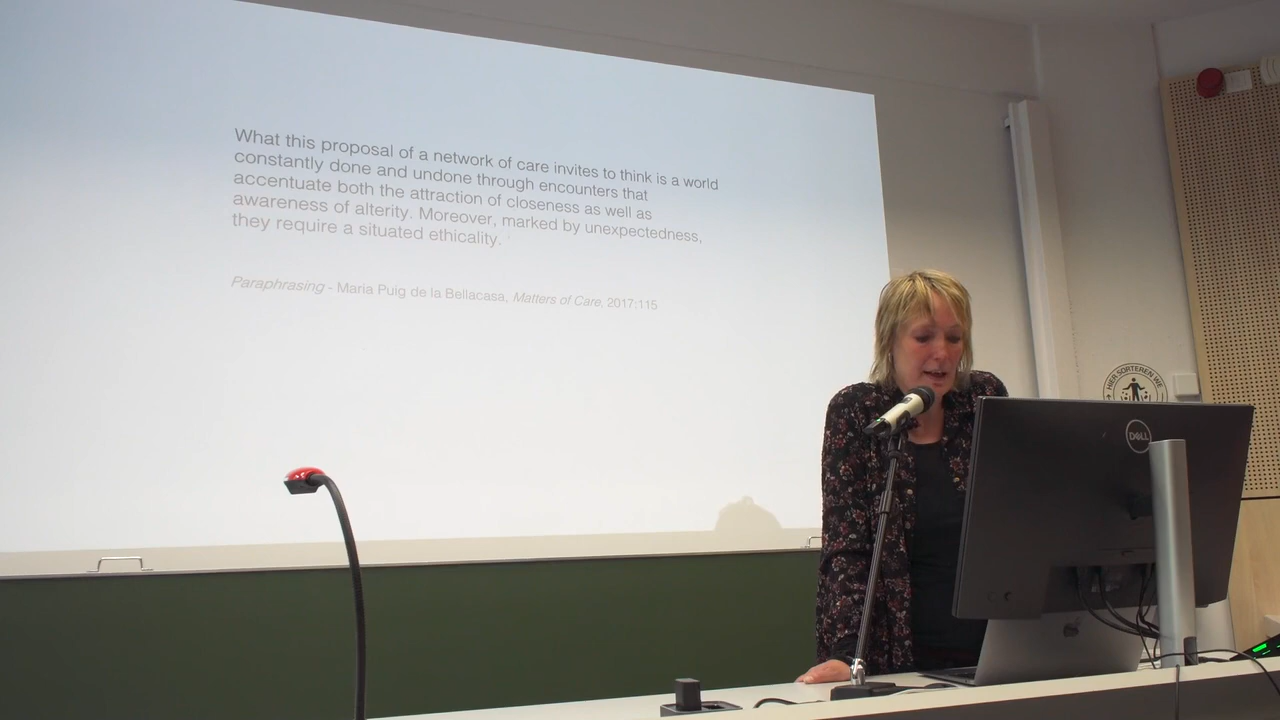 What this proposal of a network of care invites to think is a world
constantly done and undone through encounters that
accentuate both the attraction of closeness as well as
awareness of alterity. Moreover, marked by unexpectedness,
they require a situated ethicality.
Paraphrasing - Maria Puig de la Bellacasa, Matters of Care, 2017:115
HIER SORTEREN WE
DELL